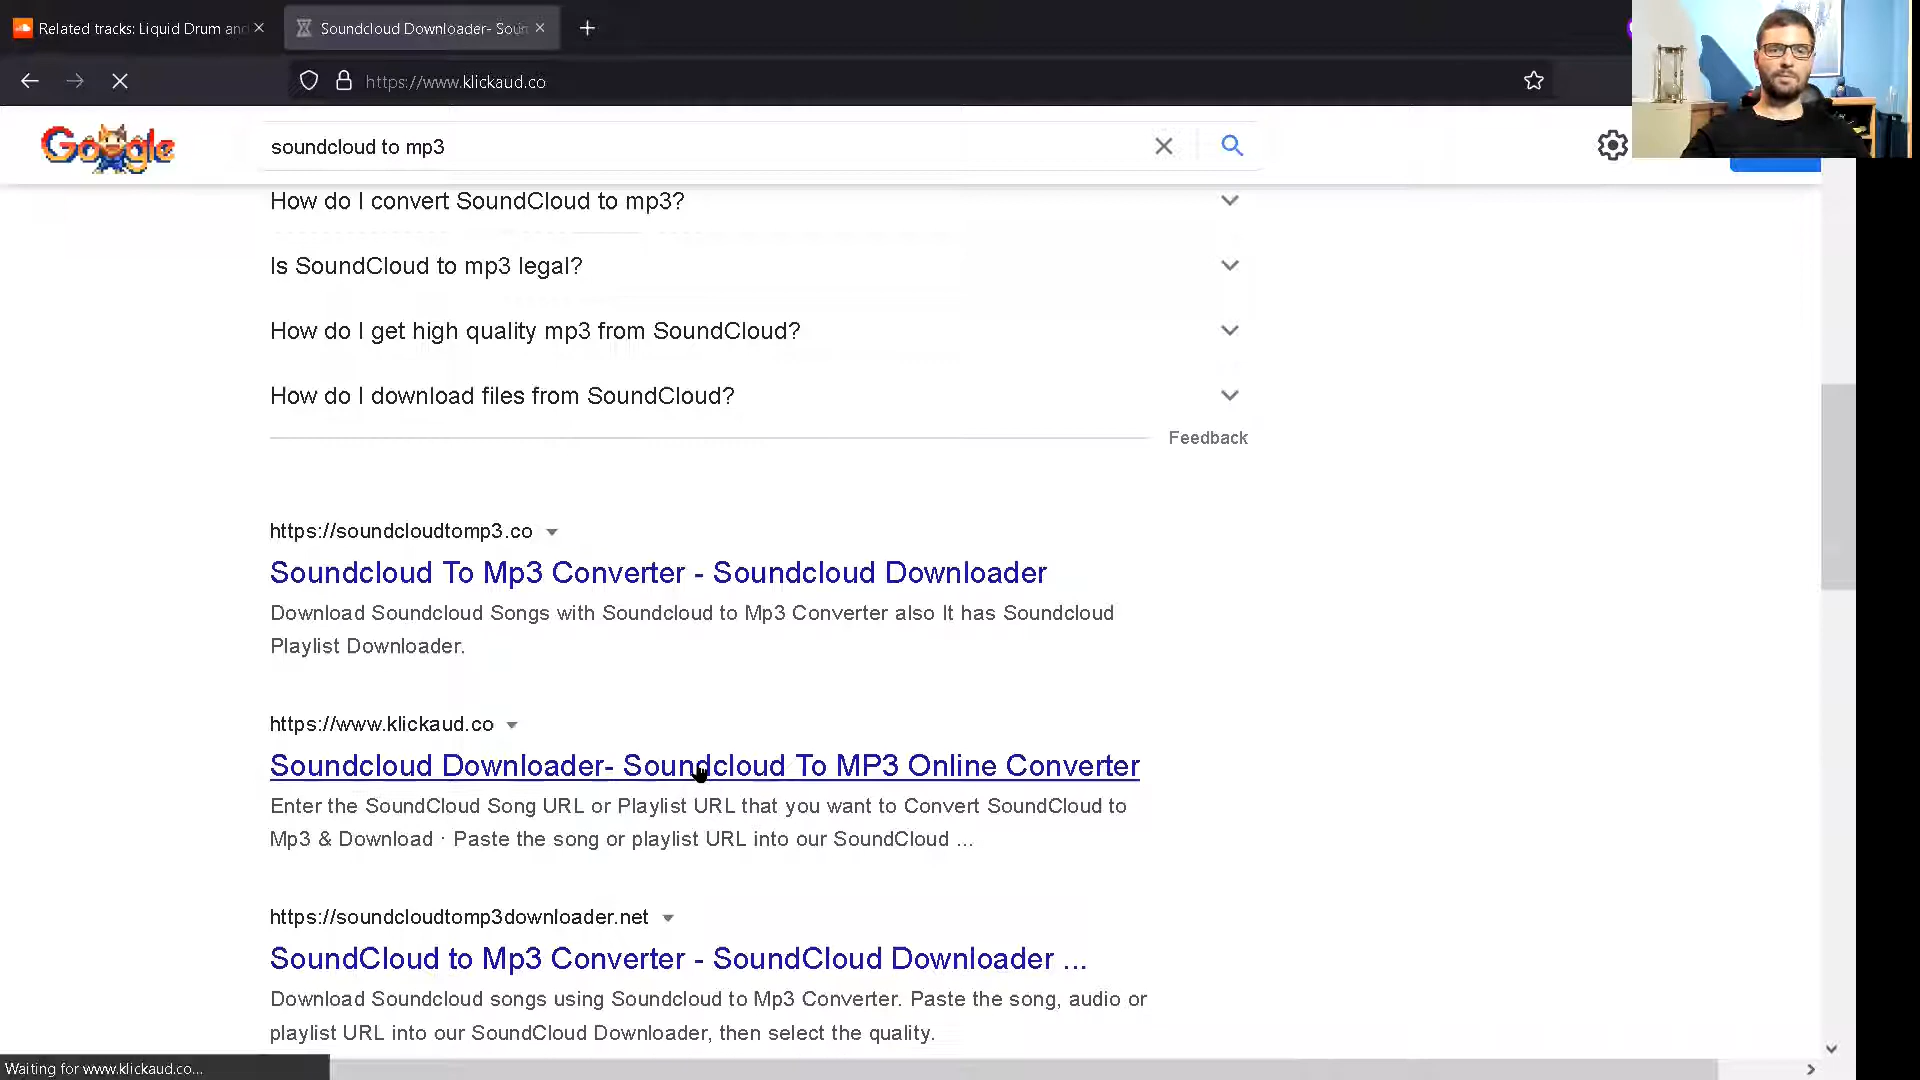 Related tracks: Liquid Drum and
Soundcloud Downloader- Soun
https://www.klickaud.co
Google
soundcloud to mp3
How do I convert SoundCloud to mp3?
Is SoundCloud to mp3 legal?
How do I get high quality mp3 from SoundCloud?
How do I download files from SoundCloud?
Feedback
https://soundcloudtomp3.co
Soundcloud To Mp3 Converter - Soundcloud Downloader
Download Soundcloud Songs with Soundcloud to Mp3 Converter also It has Soundcloud
Playlist Downloader.
https://www.klickaud.co
Soundcloud Downloader- Soundcloud To MP3 Online Converter
Enter the SoundCloud Song URL or Playlist URL that you want to Convert SoundCloud to
Mp3 & Download · Paste the song or playlist URL into our SoundCloud ...
https://soundcloudtomp3downloader.net
SoundCloud to Mp3 Converter - SoundCloud Downloader ...
Download Soundcloud songs using Soundcloud to Mp3 Converter. Paste the song, audio or
playlist URL into our SoundCloud Downloader, then select the quality.
Waiting for www.klickaud.co...